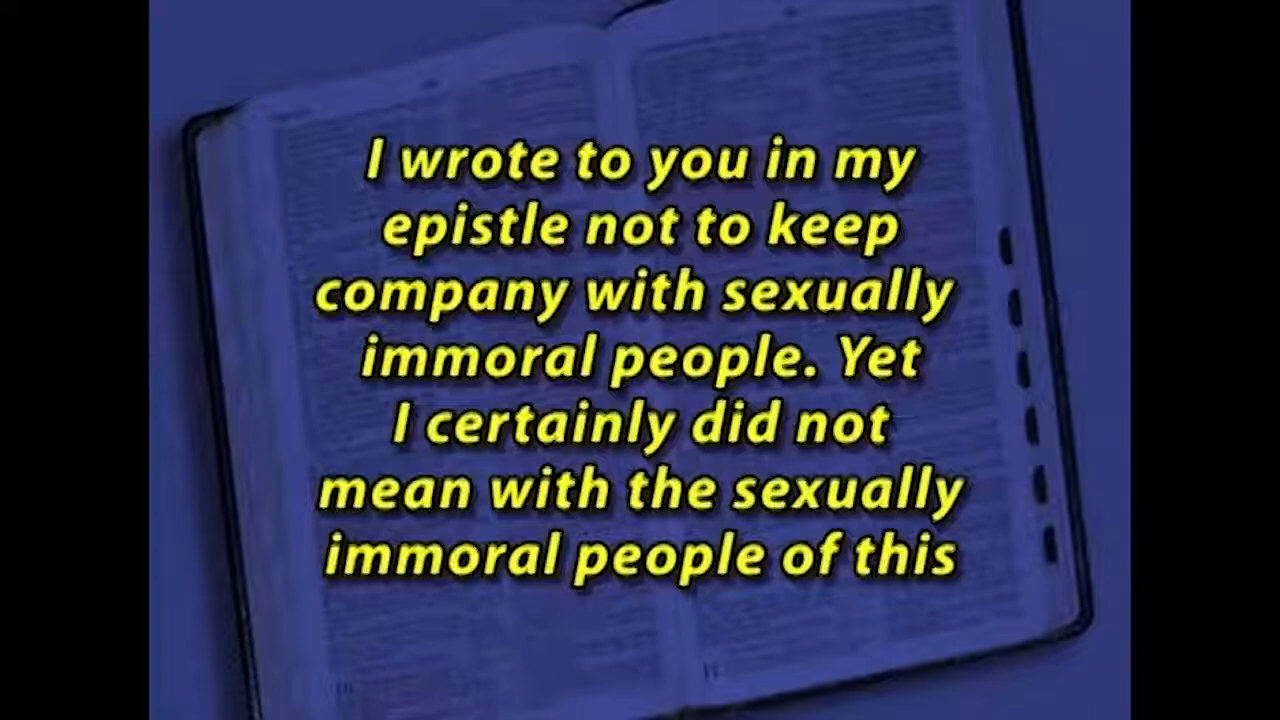 I wrote to you in my
epistle not to keep
company with sexually
immoral people. Yet
I certainly did not
mean with the sexually
immoral people of this